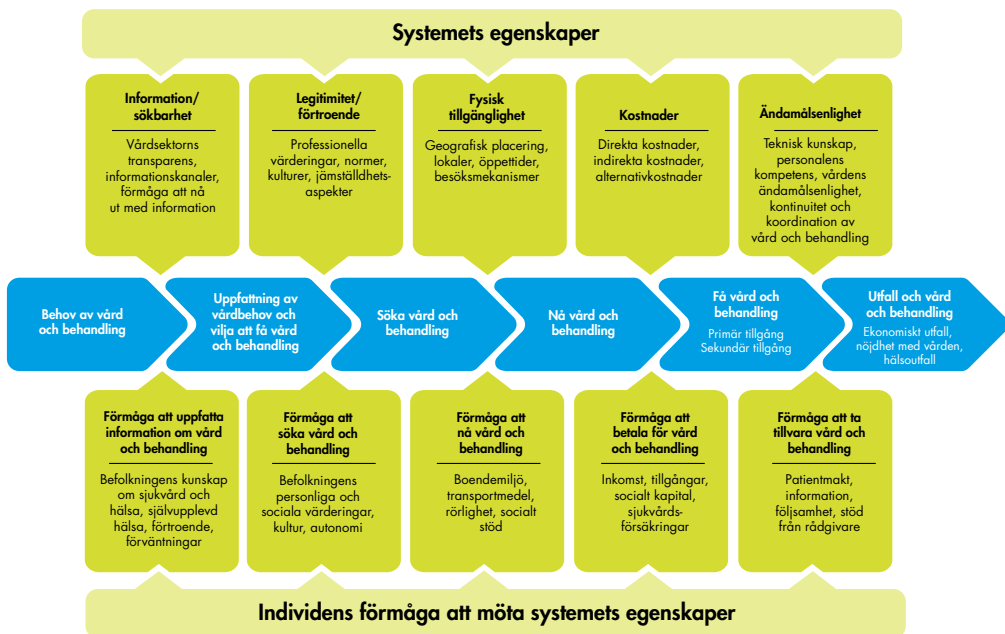 Systemets egenskaper
Information/
sökbarhet
Vårdsektorns
transparens,
informationskanaler,
förmåga att nå
ut med information
Legitimitet/
förtroende
Professionella
värderingar, normer,
kulturer, jämställdhets-
aspekter
Fysisk
tillgänglighet
Geografisk placering,
lokaler, öppettider,
besöksmekanismer
Kostnader
Direkta kostnader,
indirekta kostnader,
alternativkostnader
Ändamålsenlighet
Teknisk kunskap,
personalens
kompetens, vårdens
ändamålsenlighet,
kontinuitet och
koordination av
vård och behandling
Behov av vård
och behandling
Uppfattning av
vårdbehov och
vilja att få vård
och behandling
Söka vård och
behandling
Nå vård och
behandling
Få vård och
behandling
Primär tillgång
Sekundär tillgång
Utfall och vård
och behandling
Ekonomiskt utfall,
nöjdhet med vården,
hälsoutfall
Förmåga att uppfatta
information om vård
och behandling
Befolkningens kunskap
om sjukvård och
hälsa, självupplevd
hälsa, förtroende,
förväntningar
Förmåga att
söka vård och
behandling
Befolkningens
personliga och
sociala värderingar,
kultur, autonomi
Förmåga att
nå vård och
behandling
Boendemiljö,
transportmedel,
rörlighet, socialt
stöd
Förmåga att
betala för vård
och behandling
Inkomst, tillgångar,
socialt kapital,
sjukvårds-
försäkringar
Förmåga att ta
tillvara vård och
behandling
Patientmakt,
information,
följsamhet, stöd
från rådgivare
Individens förmåga att möta systemets egenskaper